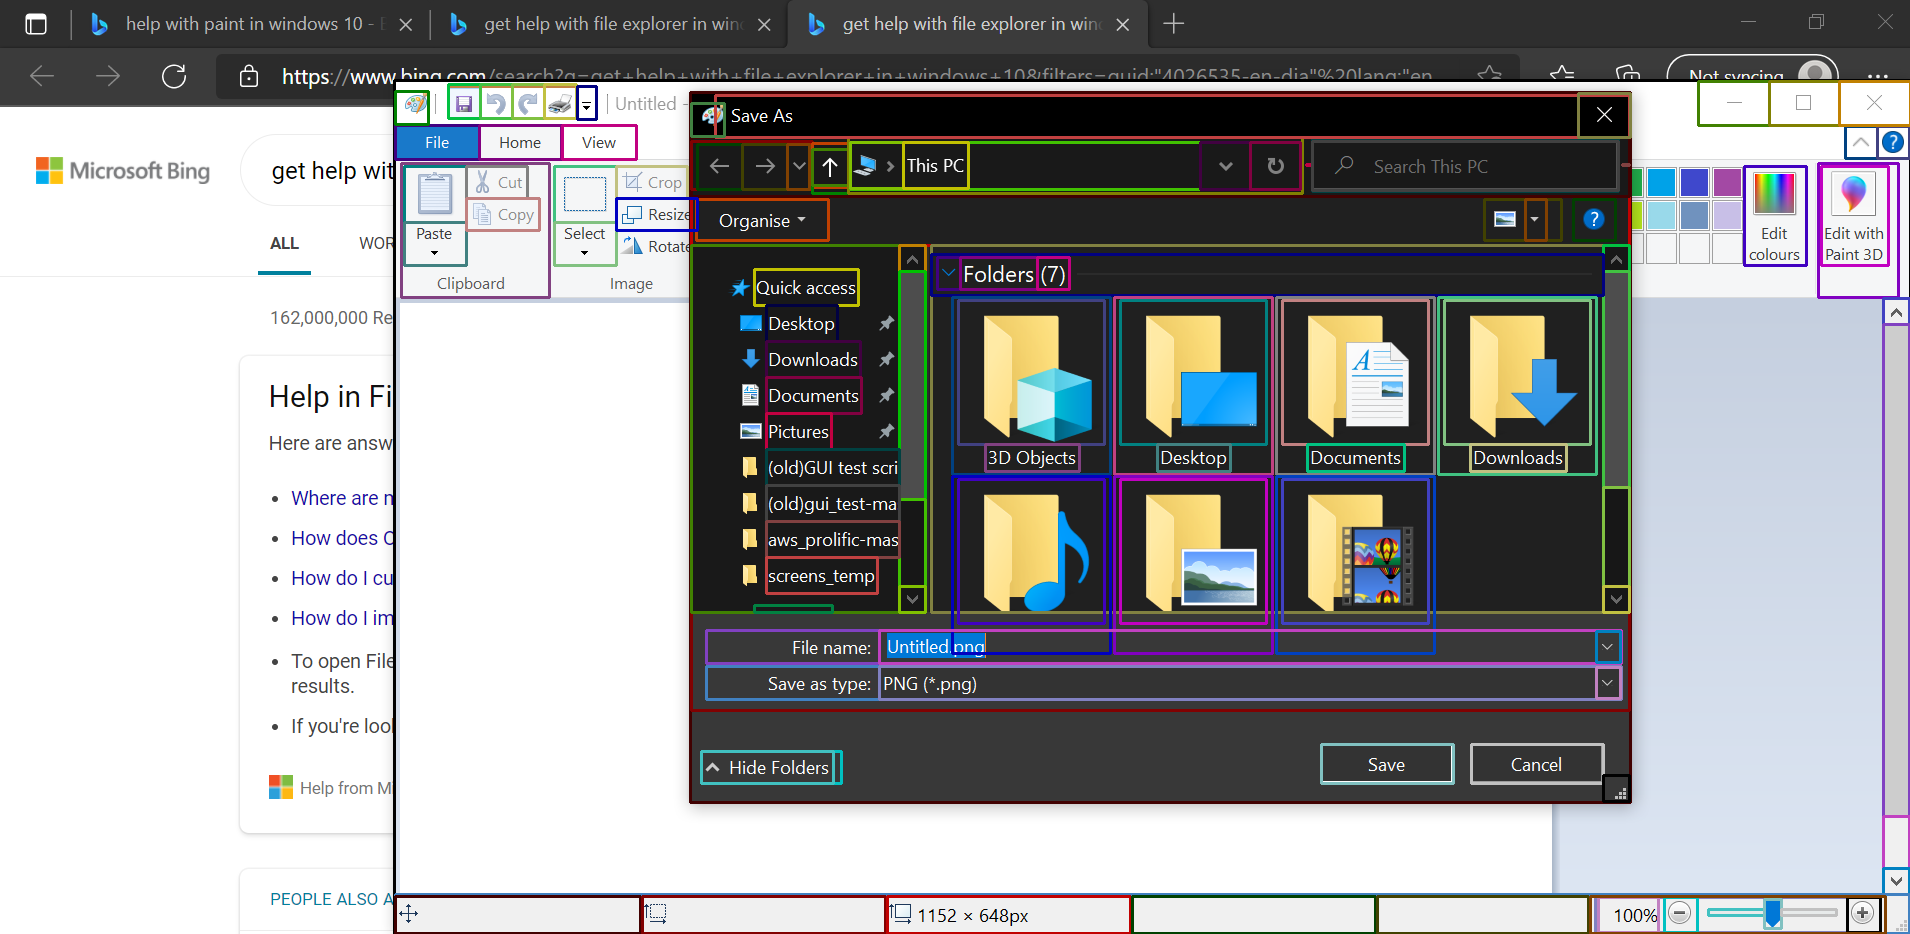 help with paint in windows 10 -
get help with file explorer in win
get help with file explorer in win
https://www.bing.com/search?q=get+help+with+file+explorer+in+windows+10&filters=guid:"4026535-en-dia"%20lang:"en
Not syncing
Microsoft Bing
get help wit
ALL
WOR
162,000,000 Re
Help in Fi
Here are answ
Where are n
How does C
How do I cu
How do I im
To open File
results.
If you're loo
Help from Mi
PEOPLE ALSO A
Untitled -
File
Home
View
Paste
Cut
Copy
Clipboard
Select
Crop
Resize
Rotate
Image
Edit
colours
Edit with
Paint 3D
Save As
This PC
Search This PC
Organise
Quick access
Desktop
Downloads
Documents
Pictures
(old)GUI test scri
(old)gui_test-ma
aws_prolific-mas
screens_temp
Folders (7)
3D Objects
Desktop
Documents
Downloads
File name:
Untitled.png
Save as type:
PNG (*.png)
Hide Folders
Save
Cancel
1152 × 648px
100%